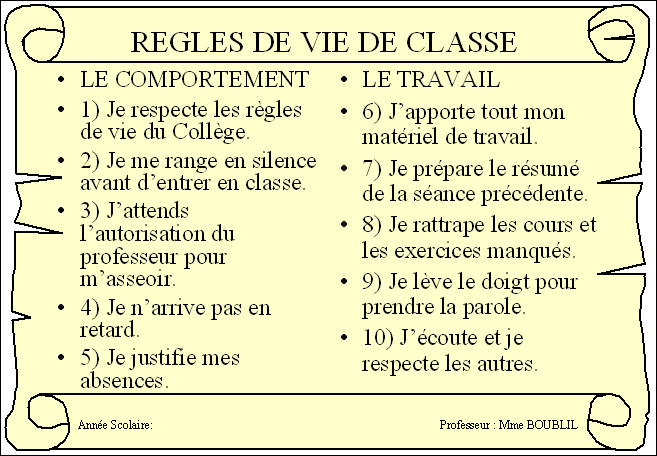 REGLES DE VIE DE CLASSE
• LE COMPORTEMENT
• 1) Je respecte les règles
de vie du Collège.
• 2) Je me range en silence
avant d’entrer en classe.
• 3) J’attends
l’autorisation du
professeur pour
m’asseoir.
• 4) Je n’arrive pas en
retard.
• 5) Je justifie mes
absences.
• LE TRAVAIL
• 6) J’apporte tout mon
matériel de travail.
• 7) Je prépare le résumé
de la séance précédente.
• 8) Je rattrape les cours et
les exercices manqués.
• 9) Je lève le doigt pour
prendre la parole.
• 10) J’écoute et je
respecte les autres.
Année Scolaire:
Professeur : Mme BOUBLIL